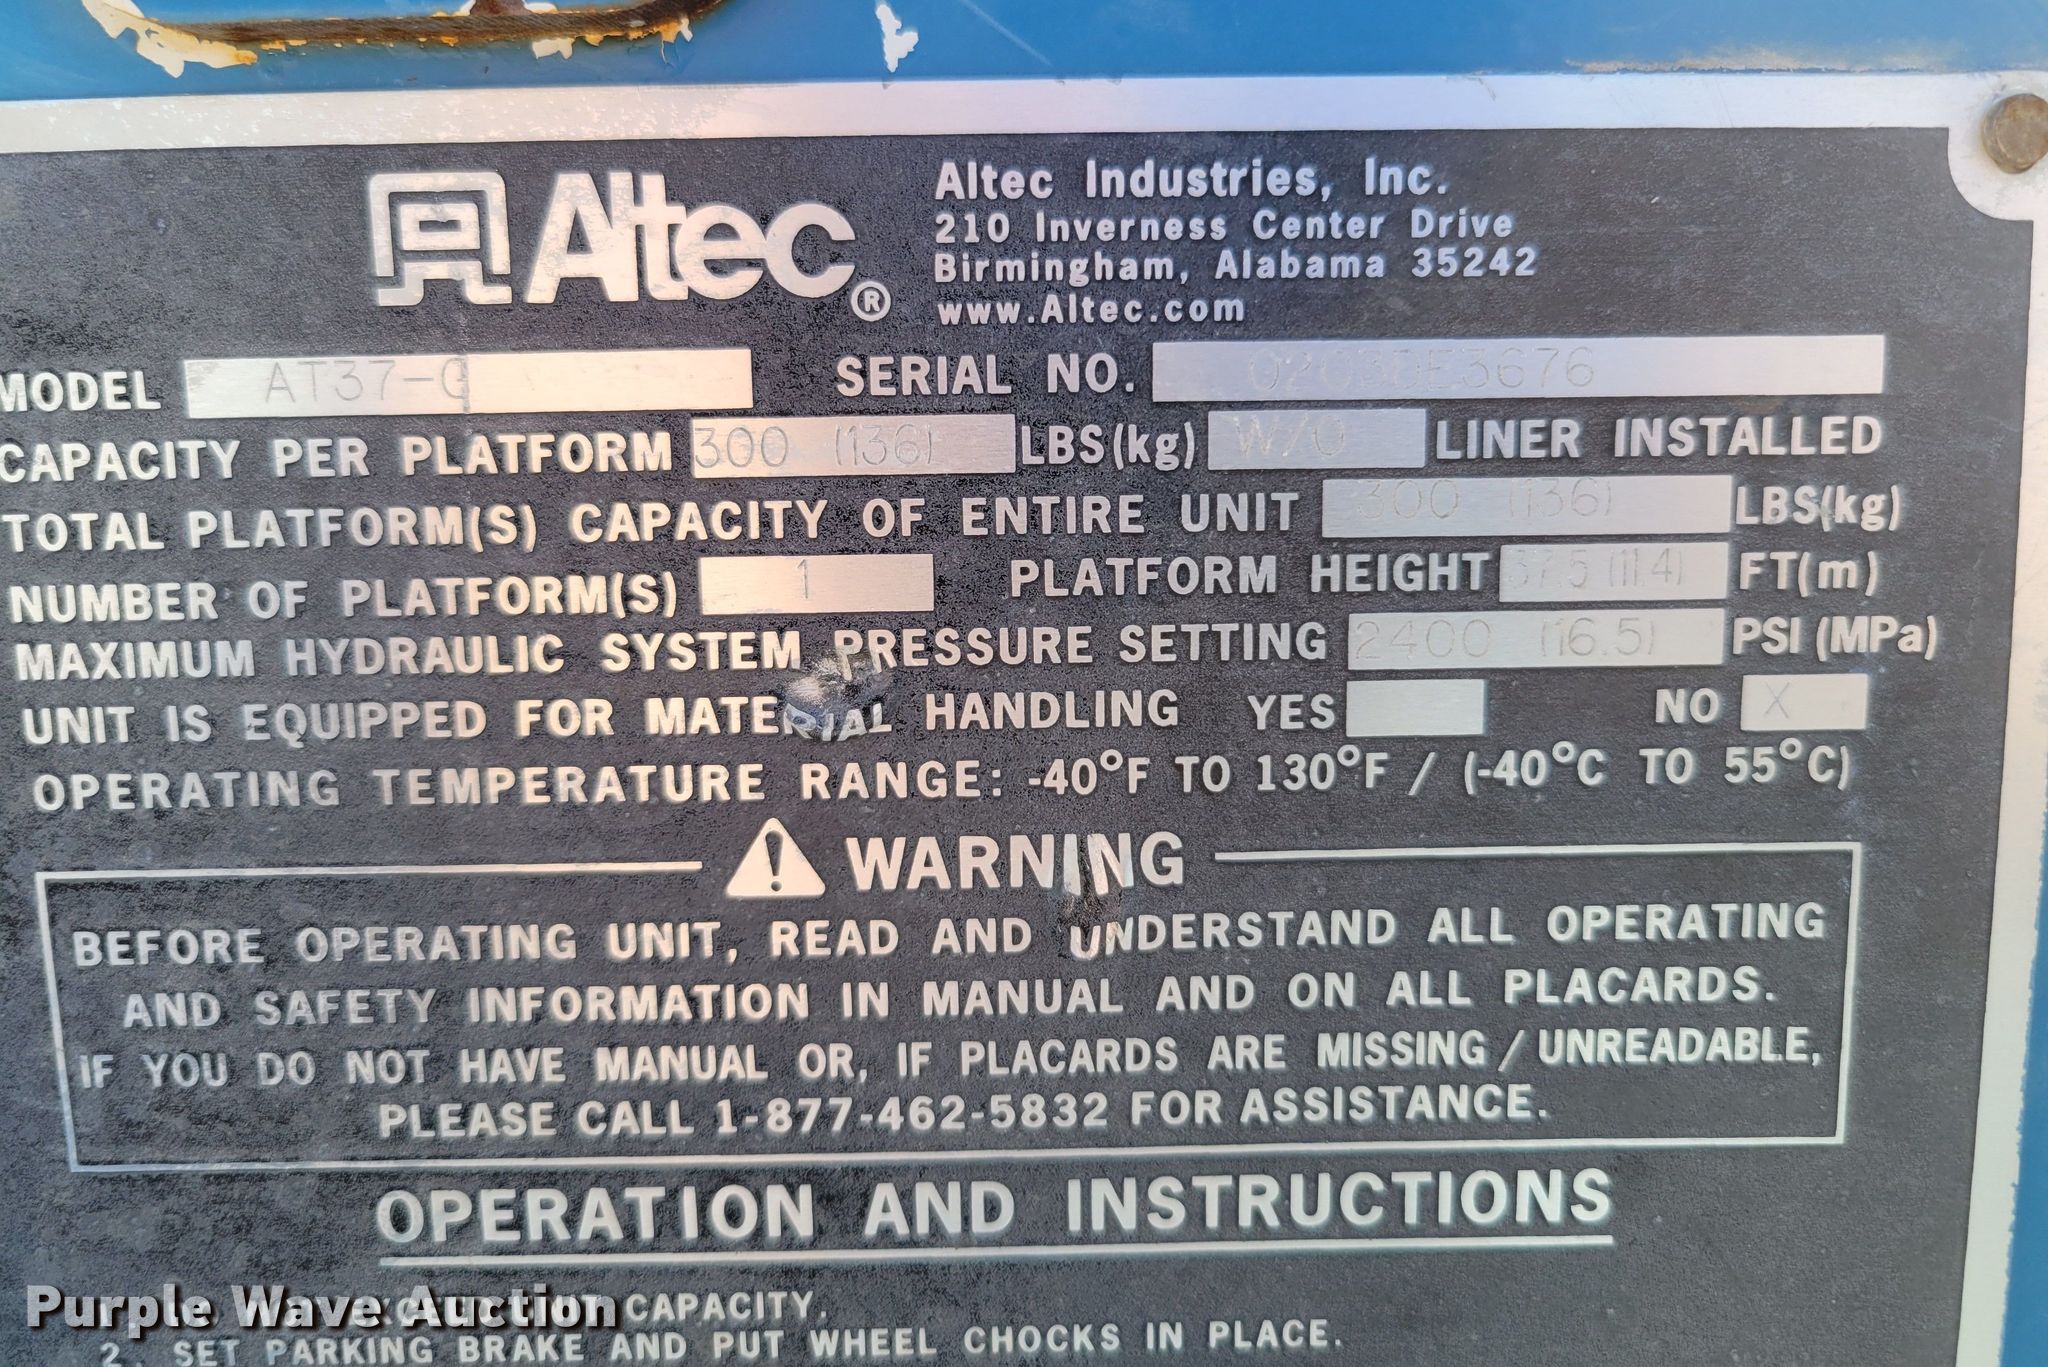 Altec®
Altec Industries, Inc.
210 Inverness Center Drive
Birmingham, Alabama 35242
www.Altec.com
MODEL AT37-G SERIAL NO.
CAPACITY PER PLATFORM 300 (136) LBS(kg) W/O LINER INSTALLED
TOTAL PLATFORM(S) CAPACITY OF ENTIRE UNIT 300 (136) LBS(kg)
NUMBER OF PLATFORM(S) 1 PLATFORM HEIGHT 37.5 (11.4) FT(m)
MAXIMUM HYDRAULIC SYSTEM PRESSURE SETTING 2400 (16.5) PSI (MPa)
UNIT IS EQUIPPED FOR MATERIAL HANDLING YES NO X
OPERATING TEMPERATURE RANGE: -40°F TO 130°F / (-40°C TO 55°C)
WARNING
BEFORE OPERATING UNIT, READ AND UNDERSTAND ALL OPERATING
AND SAFETY INFORMATION IN MANUAL AND ON ALL PLACARDS.
IF YOU DO NOT HAVE MANUAL OR, IF PLACARDS ARE MISSING/UNREADABLE,
PLEASE CALL 1-877-462-5832 FOR ASSISTANCE.
OPERATION AND INSTRUCTIONS
CAPACITY.
2. SET PARKING BRAKE AND PUT WHEEL CHOCKS IN PLACE.
Purple Wave Auction